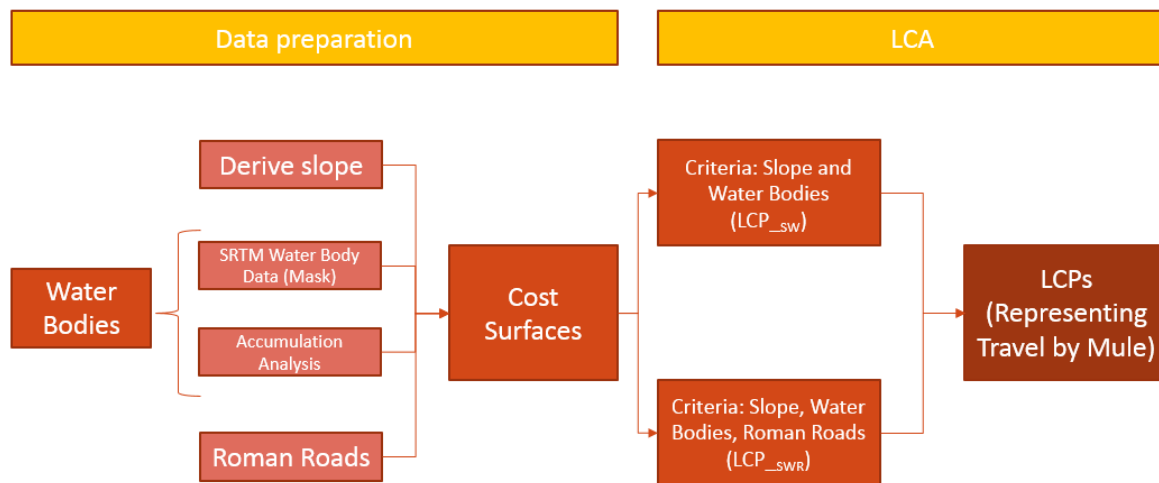 Data preparation
LCA
Derive slope
Water
Bodies
SRTM Water Body
Data (Mask)
Accumulation
Analysis
Roman Roads
Cost
Surfaces
Criteria: Slope and
Water Bodies
(LCP_SW)
Criteria: Slope, Water
Bodies, Roman Roads
(LCP_SWR)
LCPs
(Representing
Travel by Mule)